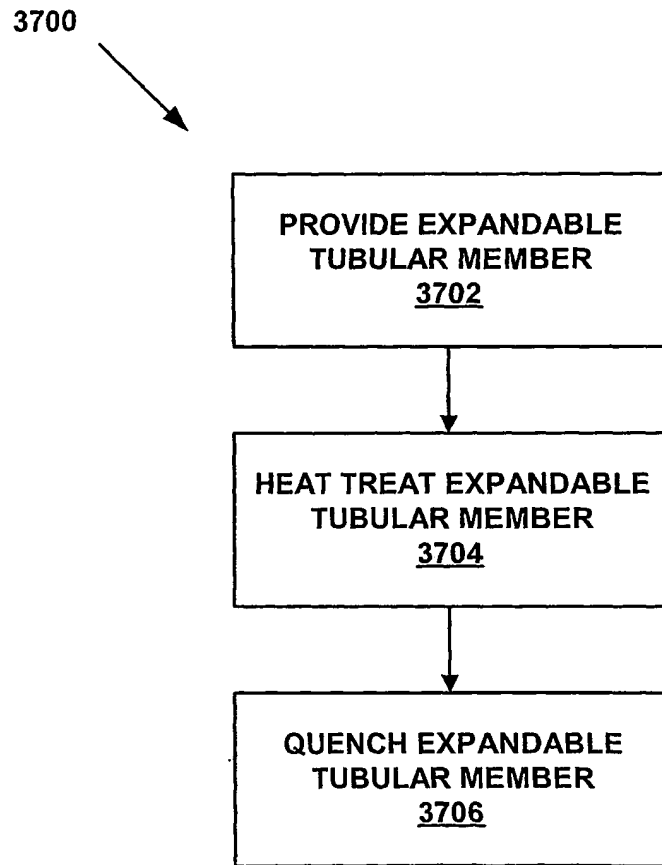 3700
PROVIDE EXPANDABLE
TUBULAR MEMBER
3702
HEAT TREAT EXPANDABLE
TUBULAR MEMBER
3704
QUENCH EXPANDABLE
TUBULAR MEMBER
3706